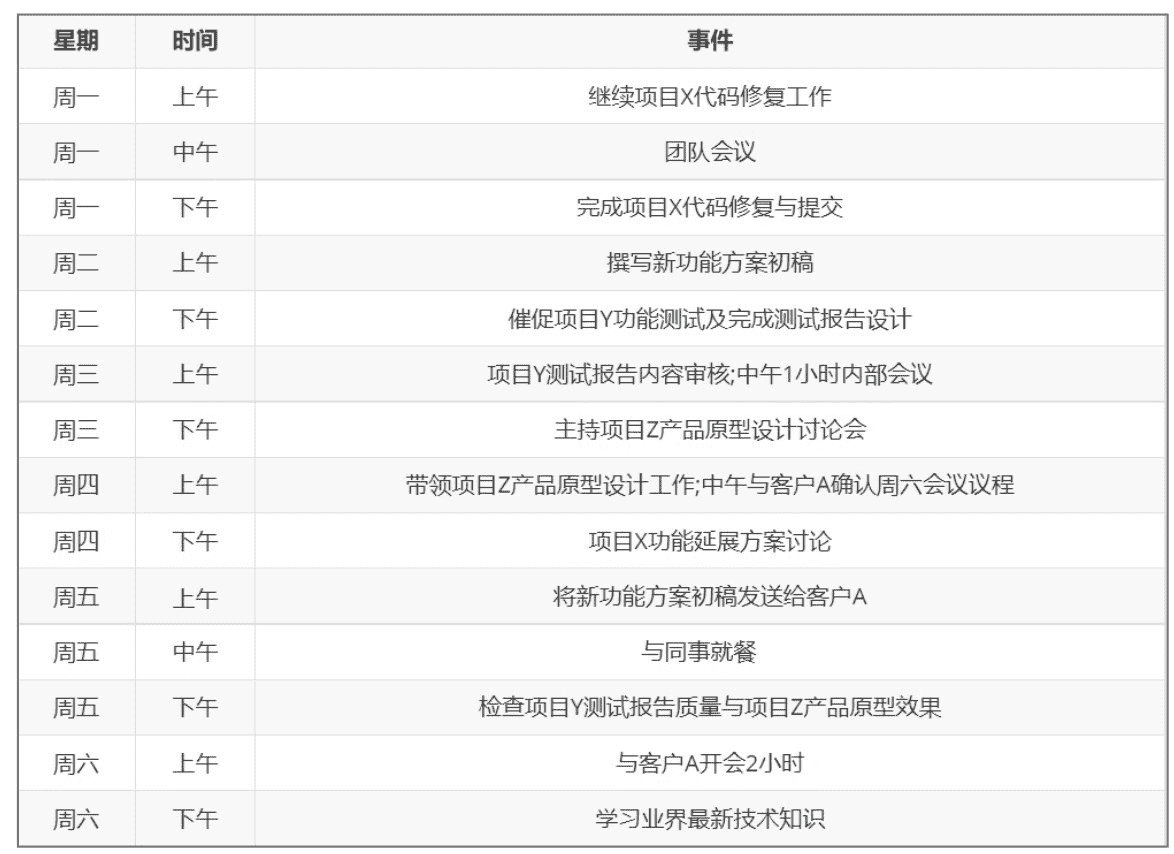 星期 时间 事件
周一 上午 继续项目X代码修复工作
周一 中午 团队会议
周一 下午 完成项目X代码修复与提交
周二 上午 撰写新功能方案初稿
周二 下午 催促项目Y功能测试及完成测试报告设计
周三 上午 项目Y测试报告内容审核;中午1小时内部会议
周三 下午 主持项目Z产品原型设计讨论会
周四 上午 带领项目Z产品原型设计工作;中午与客户A确认周六会议议程
周四 下午 项目X功能延展方案讨论
周五 上午 将新功能方案初稿发送给客户A
周五 中午 与同事就餐
周五 下午 检查项目Y测试报告质量与项目Z产品原型效果
周六 上午 与客户A开会2小时
周六 下午 学习业界最新技术知识